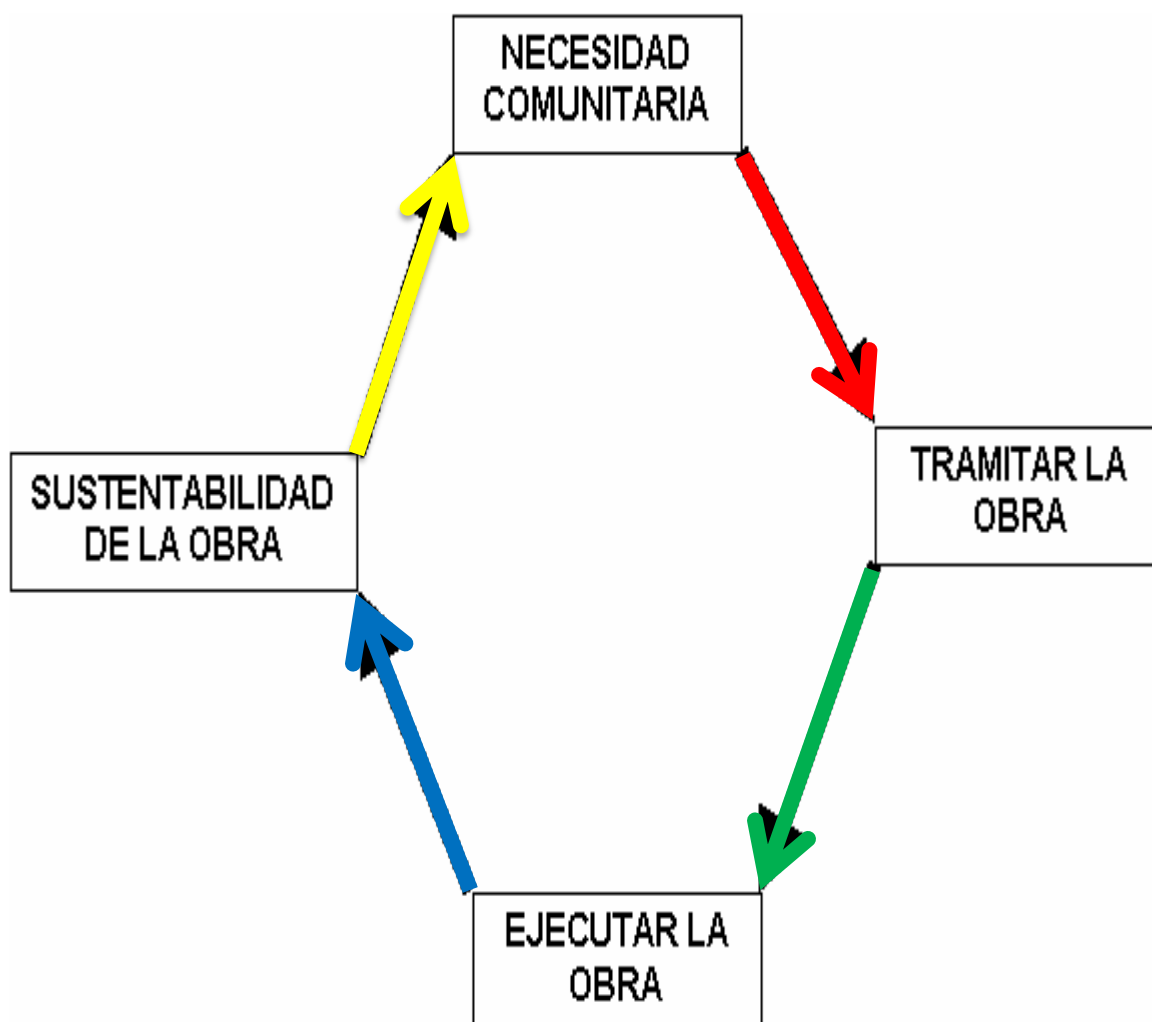 NECESIDAD
COMUNITARIA
TRAMITAR LA
OBRA
SUSTENTABILIDAD
DE LA OBRA
EJECUTAR LA
OBRA